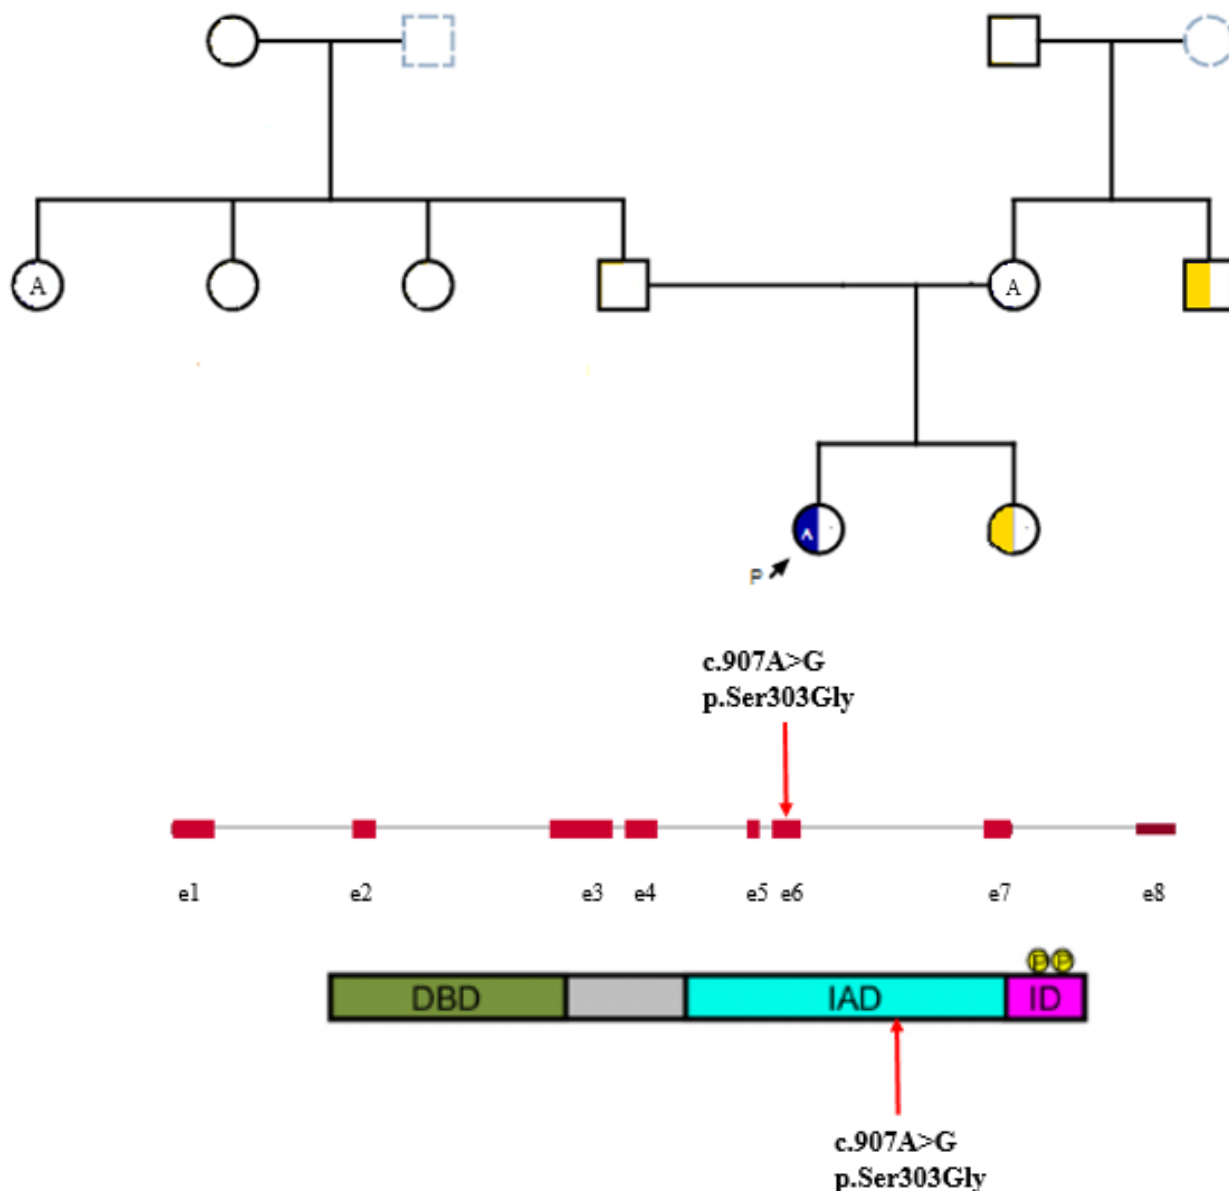 A
A
A
P
c.907A>G
p.Ser303Gly
e1 e2 e3 e4 e5 e6 e7 e8
P P
DBD IAD ID
c.907A>G
p.Ser303Gly